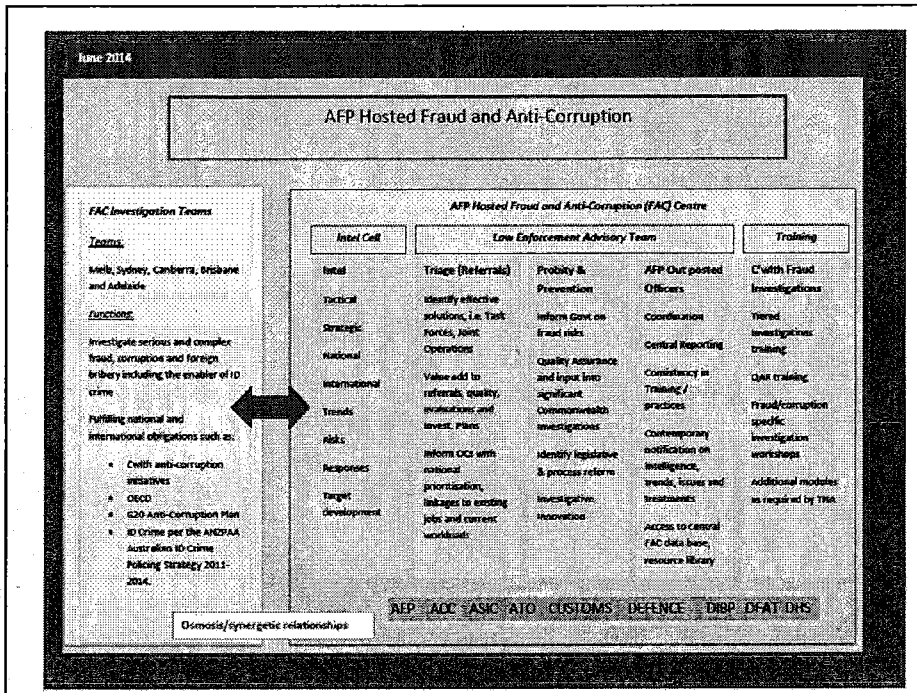 June 2014
AFP Hosted Fraud and Anti-Corruption
FAC Investigation Teams
Teams:
Melb, Sydney, Canberra, Brisbane
and Adelaide
Functions:
Investigate serious and complex
fraud, corruption and foreign
bribery including the enabler of ID
crime
Fulfilling national and
international obligations such as:
C'with anti-corruption
initiatives
OECD
G20 Anti-Corruption Plan
ID Crime per the ANZPAA
Australian ID Crime
Policing Strategy 2011-
2014.
AFP Hosted Fraud and Anti-Corruption (FAC) Centre
Intel Cell
Intel
Tactical
Strategic
National
International
Trends
Risks
Responses
Target
development
Law Enforcement Advisory Team
Triage (Referrals)
Identify effective
solutions, i.e. Task
Forces, Joint
Operations
Value add to
referrals, quality,
evaluations and
Invest. Plans
Inform OCs with
national
prioritisation,
linkages to existing
jobs and current
workloads
Probity &
Prevention
Inform Govt on
fraud risks
Quality Assurance
and input into
significant
Commonwealth
investigations
Identify legislative
& process reform
Investigative
Innovation
AFP Out posted
Officers
Coordination
Central Reporting
Consistency in
Training /
practices
Contemporary
notification on
intelligence,
trends, issues and
treatments
Access to central
FAC data base,
resource library
Training
C'with Fraud
Investigations
Tiered
Investigations
training
QAR training
Fraud/corruption
specific
investigation
workshops
Additional modules
as required by TNA
AFP ACC ASIC ATO CUSTOMS DEFENCE DIBP DFAT DHS
Osmosis/synergetic relationships